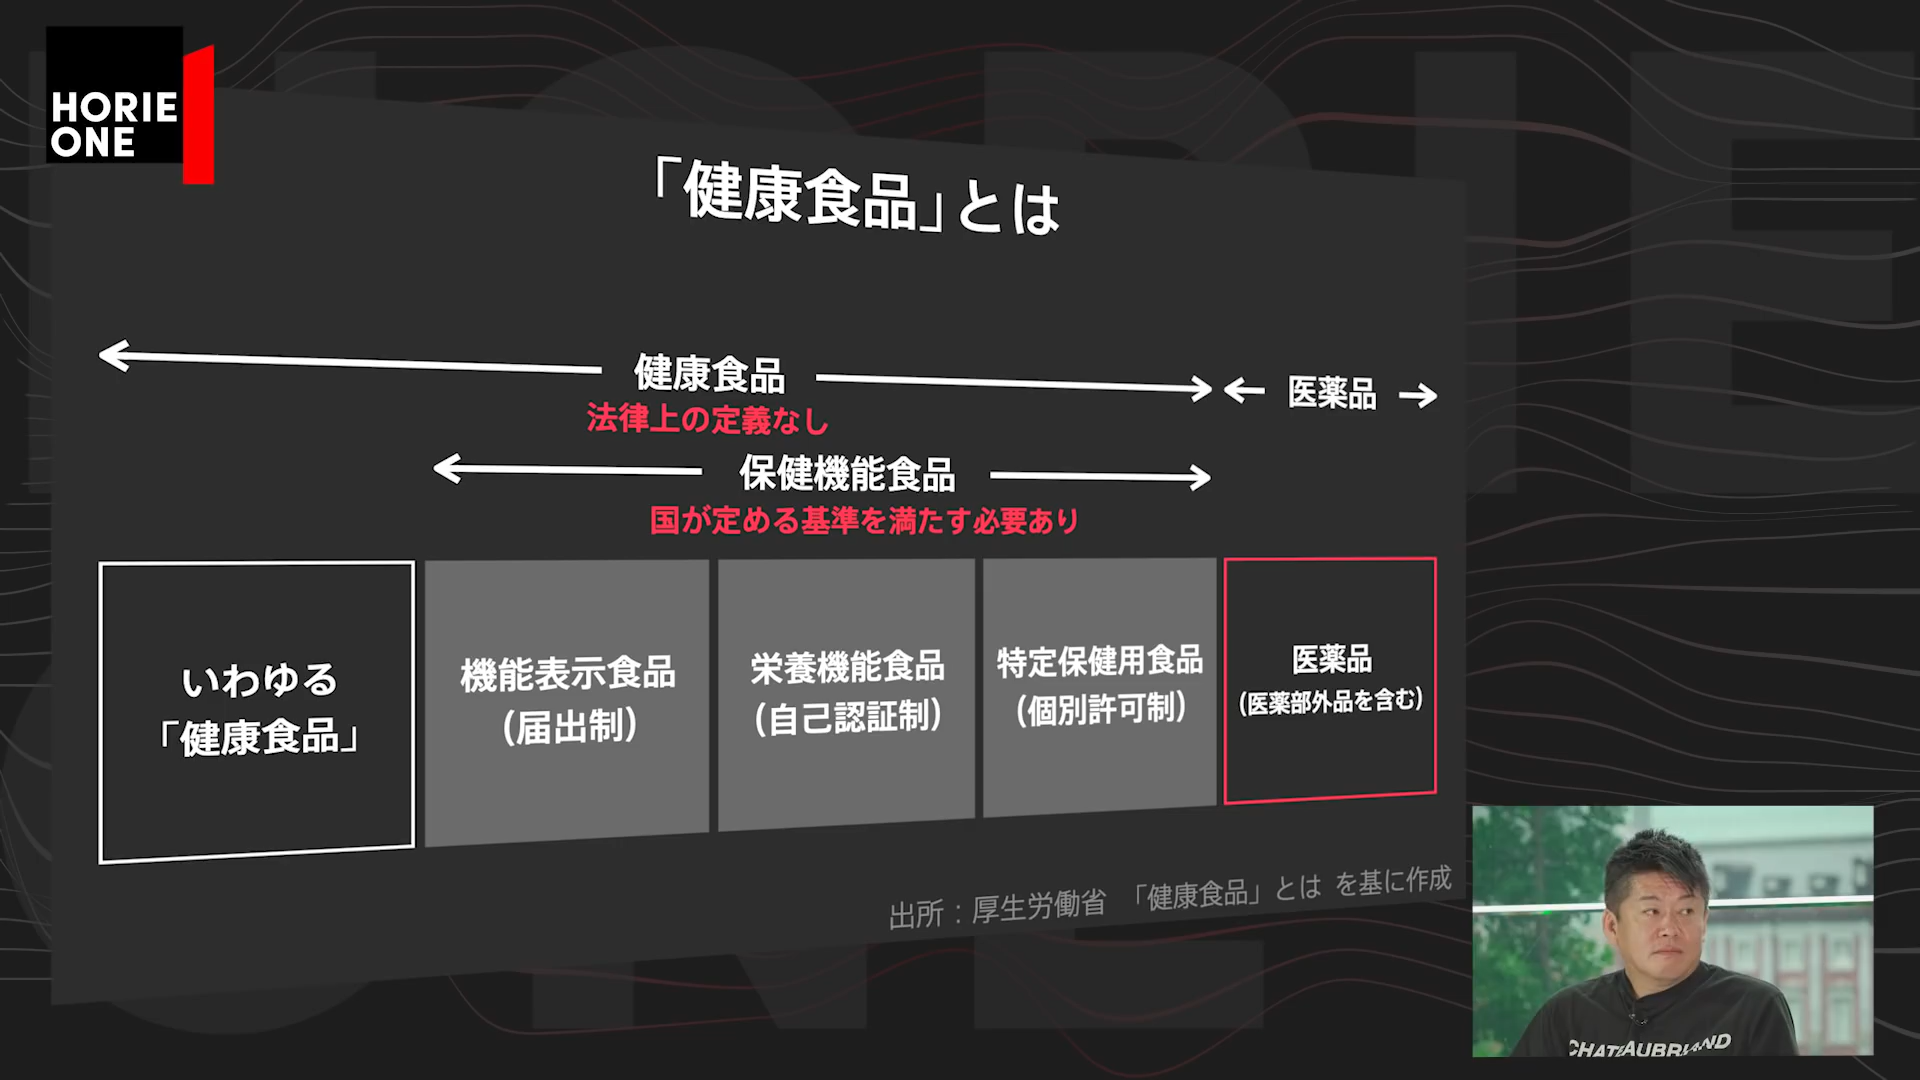 HORIE
ONE
「健康食品」とは
健康食品
医薬品
法律上の定義なし
保健機能食品
国が定める基準を満たす必要あり
いわゆる
「健康食品」
機能表示食品
(届出制)
栄養機能食品
(自己認証制)
特定保健用食品
(個別許可制)
医薬品
(医薬部外品を含む)
出所:厚生労働省 「健康食品」とは を基に作成
CHATEAUBRIAND